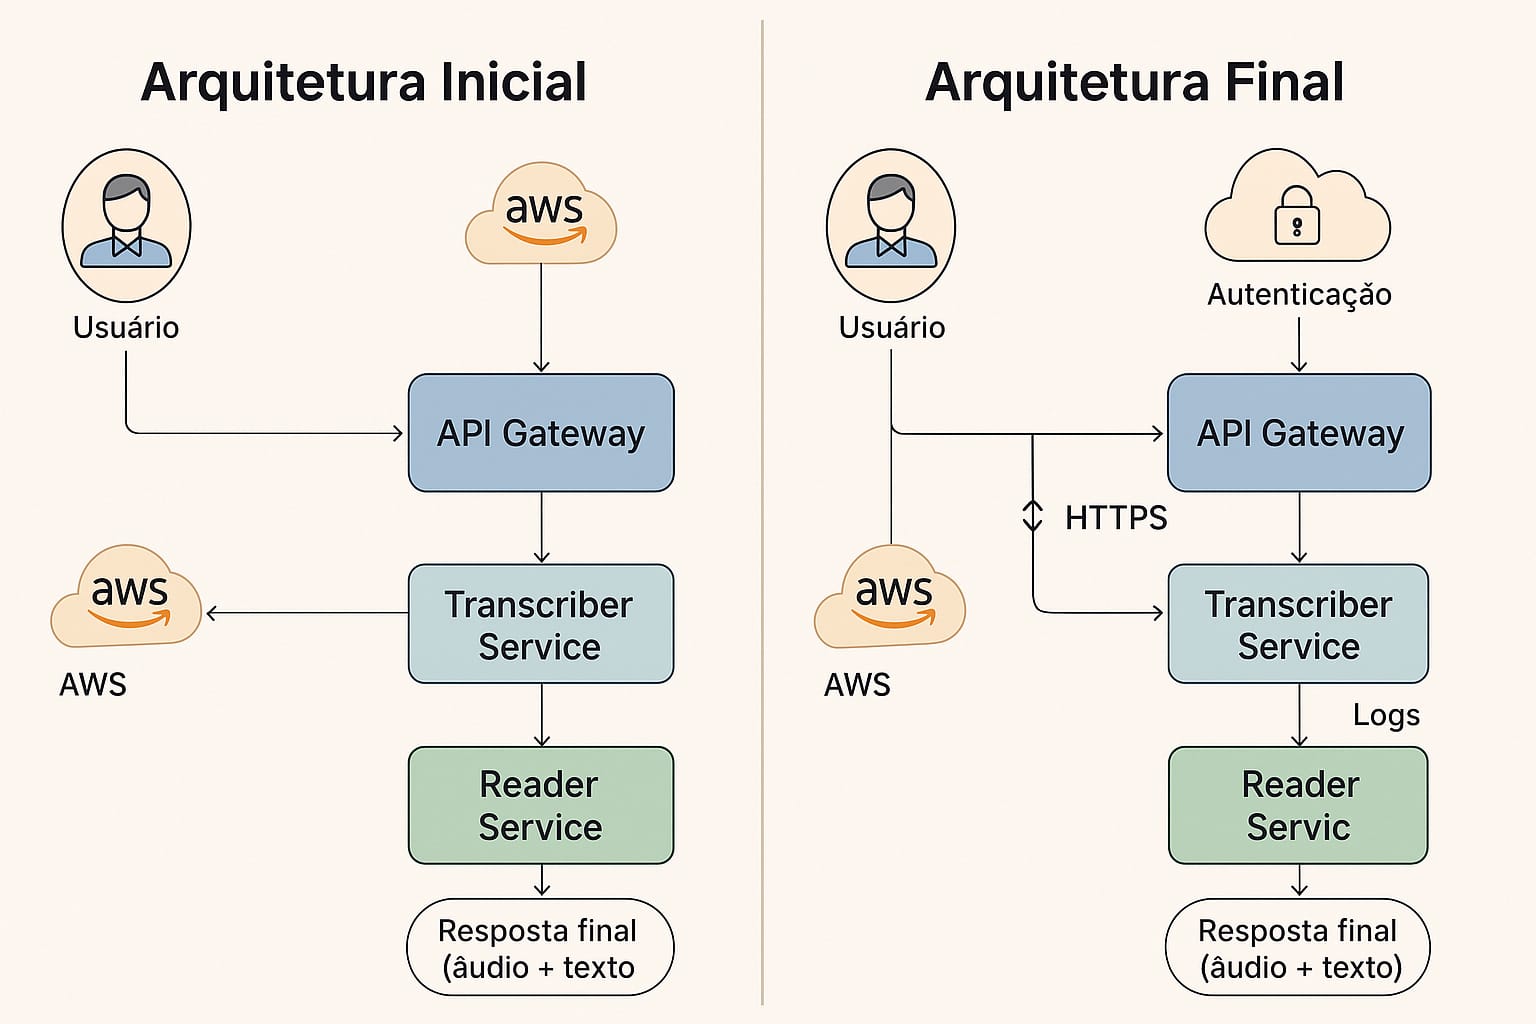 Arquitetura Inicial
Usuário
aws
API Gateway
aws
AWS
Transcriber
Service
Reader
Service
Resposta final
(âudio + texto
Arquitetura Final
Usuário
Autenticaçǎo
API Gateway
HTTPS
aws
AWS
Transcriber
Service
Logs
Reader
Servic
Resposta final
(âudio + texto)